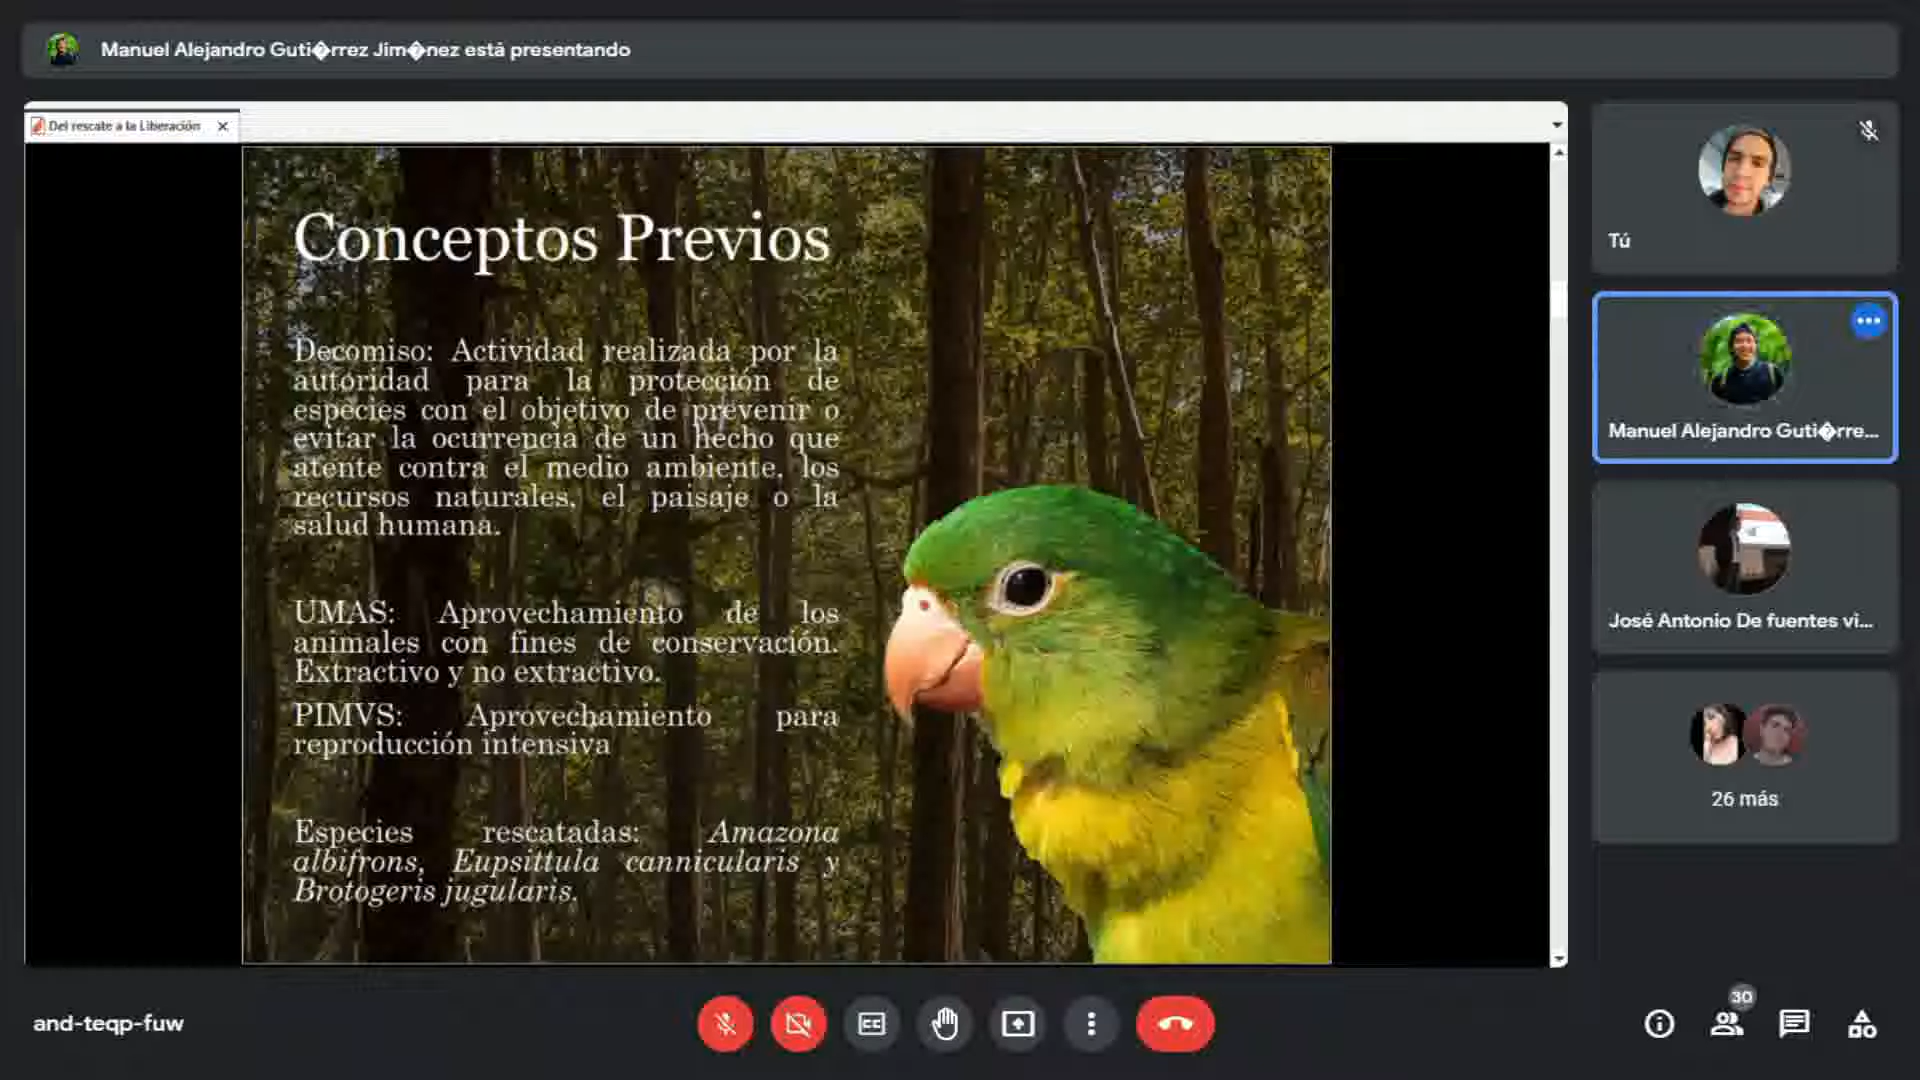 Manuel Alejandro Guti�rrez Jim�nez está presentando
Del rescate a la Liberación
Conceptos Previos
Decomiso: Actividad realizada por la
autoridad para la protección de
especies con el objetivo de prevenir o
evitar la ocurrencia de un hecho que
atente contra el medio ambiente, los
recursos naturales, el paisaje o la
salud humana.
UMAS: Aprovechamiento de los
animales con fines de conservación.
Extractivo y no extractivo.
PIMVS: Aprovechamiento para
reproducción intensiva
Especies rescatadas: Amazona
albifrons, Eupsittula cannicularis y
Brotogeris jugularis.
Tú
Manuel Alejandro Guti�rre...
José Antonio De fuentes vi...
26 más
and-teqp-fuw
CC
30